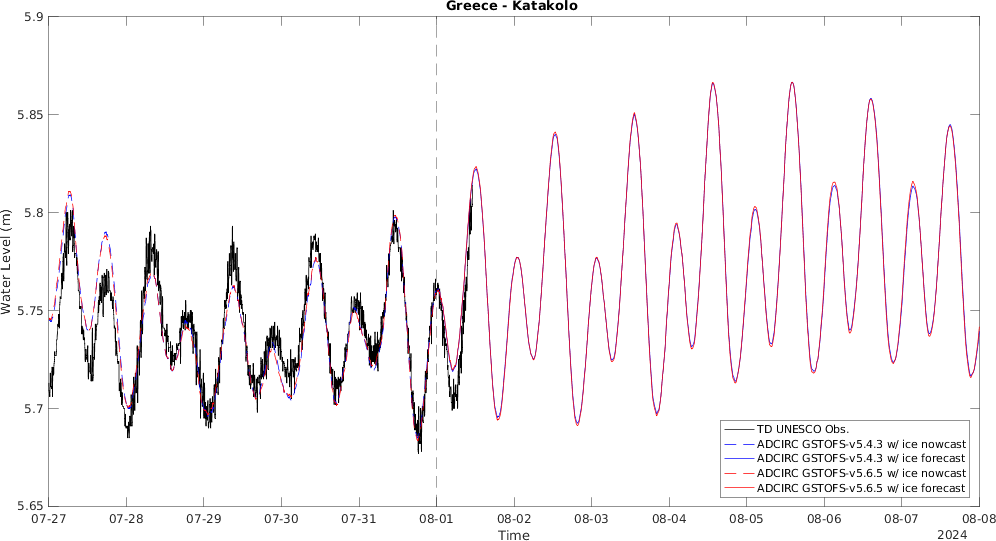 Greece - Katakolo
5.9
5.85
5.8
5.75
5.7
5.65
Water Level (m)
07-27 07-28 07-29 07-30 07-31 08-01 08-02 08-03 08-04 08-05 08-06 08-07 08-08
Time
2024
TD UNESCO Obs.
ADCIRC GSTOFS-v5.4.3 w/ ice nowcast
ADCIRC GSTOFS-v5.4.3 w/ ice forecast
ADCIRC GSTOFS-v5.6.5 w/ ice nowcast
ADCIRC GSTOFS-v5.6.5 w/ ice forecast